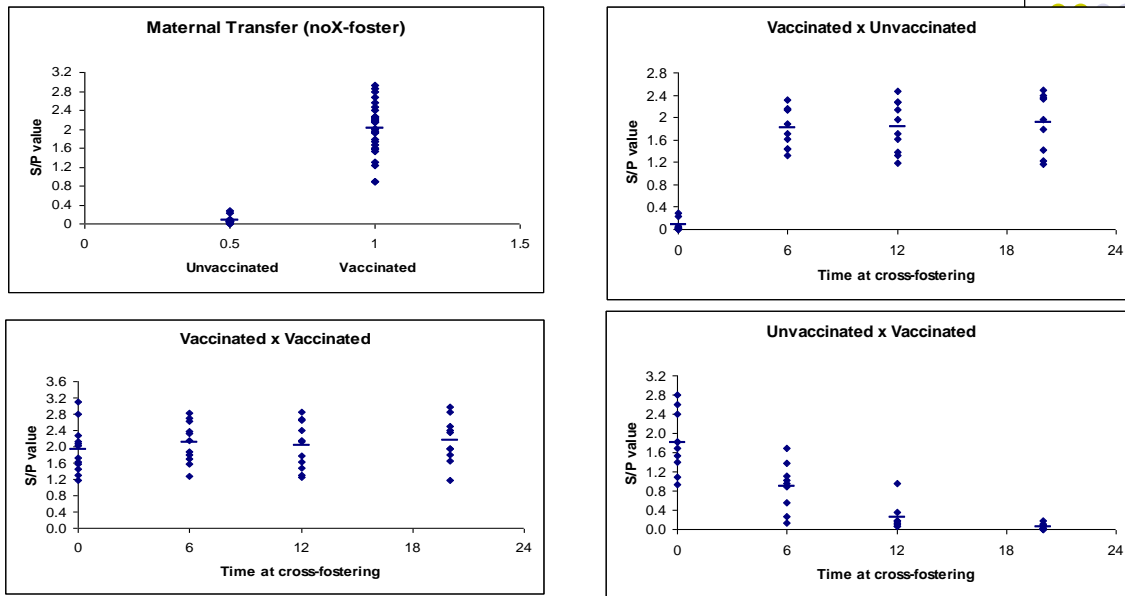 Maternal Transfer (noX-foster)
S/P value
3.2
2.8
2.4
2
1.6
1.2
0.8
0.4
0
0 0.5 1 1.5
Unvaccinated Vaccinated
Vaccinated x Unvaccinated
S/P value
2.8
2.4
2
1.6
1.2
0.8
0.4
0
0 6 12 18 24
Time at cross-fostering
Vaccinated x Vaccinated
S/P value
3.6
3.2
2.8
2.4
2.0
1.6
1.2
0.8
0.4
0.0
0 6 12 18 24
Time at cross-fostering
Unvaccinated x Vaccinated
S/P value
3.2
2.8
2.4
2.0
1.6
1.2
0.8
0.4
0.0
0 6 12 18 24
Time at cross-fostering